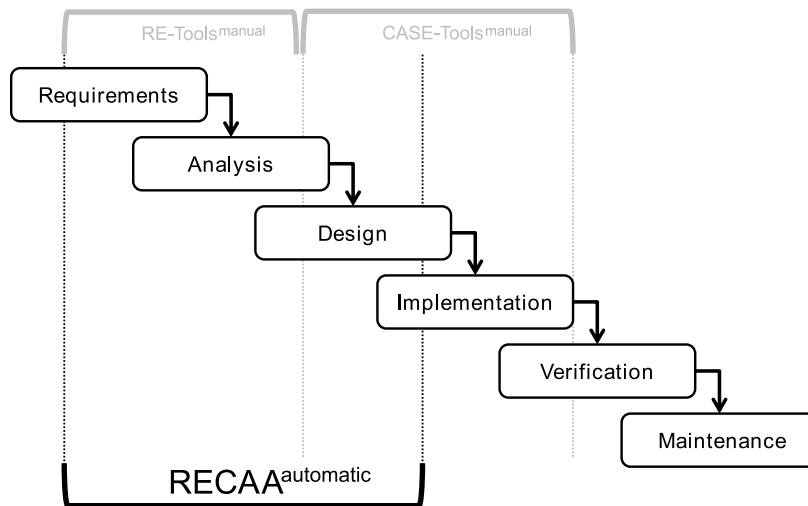 RE-Toolsmanual
CASE-Toolsmanual
Requirements
Analysis
Design
Implementation
Verification
Maintenance
RECAAautomatic